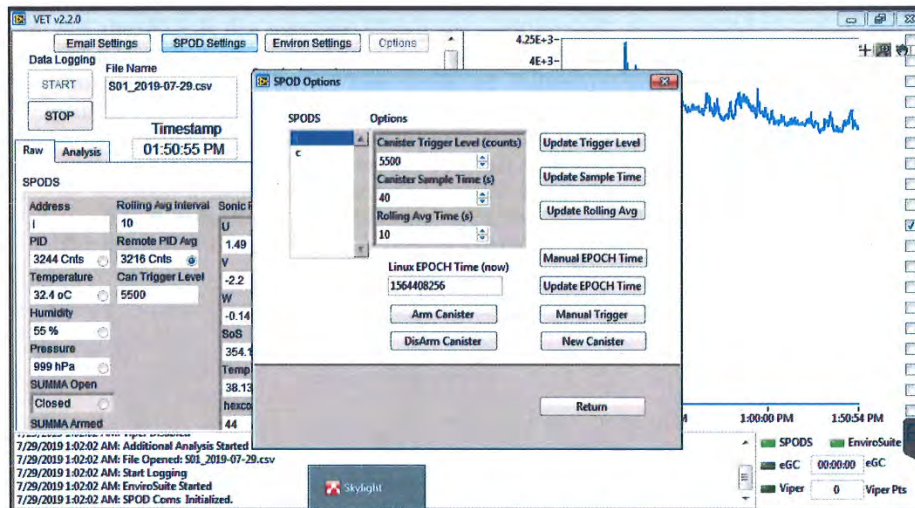 VET v2.2.0
Email Settings SPOD Settings Environ Settings Options
Data Logging
START
STOP
File Name
S01_2019-07-29.csv
Timestamp
01:50:55 PM
Raw Analysis
SPODS
Address
i
PID
3244 Cnts
Temperature
32.4 oC
Humidity
55 %
Pressure
999 hPa
SUMMA Open
Closed
SUMMA Armed
Rolling Avg Interval
10
Remote PID Avg
3216 Cnts
Can Trigger Level
5500
U
1.49
V
-2.2
W
-0.14
SoS
354.1
Temp
38.13
44
SPOD Options
SPODS
c
Options
Canister Trigger Level (counts)
5500
Canister Sample Time (s)
40
Rolling Avg Time (s)
10
Update Trigger Level
Update Sample Time
Update Rolling Avg
Linux EPOCH Time (now)
1564408256
Manual EPOCH Time
Update EPOCH Time
Arm Canister Manual Trigger
DisArm Canister New Canister
Return
4.25E+3
4E+3
1:00:00 PM 1:50:54 PM
7/29/2019 1:02:02 AM: Additional Analysis Started
7/29/2019 1:02:02 AM: File Opened: S01_2019-07-29.csv
7/29/2019 1:02:02 AM: Start Logging
7/29/2019 1:02:02 AM: EnviroSuite Started
7/29/2019 1:02:02 AM: SPOD Coms Initialized.
Skylight
SPODS EnviroSuite
eGC 00:00:00 eGC
Viper 0 Viper Pts